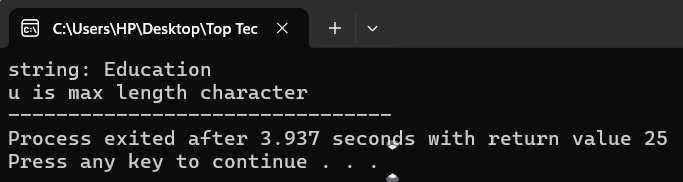 C:\Users\HP\Desktop\Top Tec
string: Education
u is max length character
--------------------------------
Process exited after 3.937 seconds with return value 25
Press any key to continue . . .